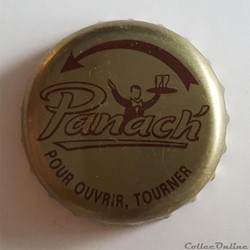 Panach'
POUR OUVRIR, TOURNER
CollecOnline